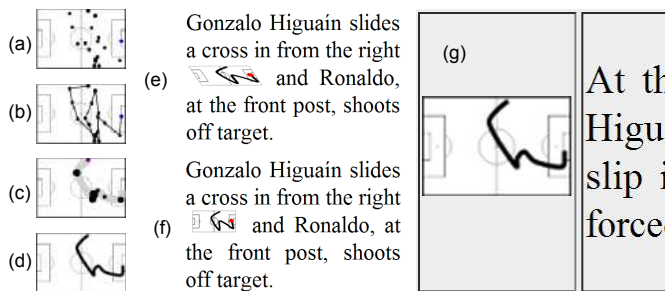 (a)
(b)
(c)
(d)
(e)
Gonzalo Higuaín slides
a cross in from the right
and Ronaldo,
at the front post, shoots
off target.
(f)
Gonzalo Higuaín slides
a cross in from the right
and Ronaldo, at
the front post, shoots
off target.
(g)
At th
Higu
slip i
force